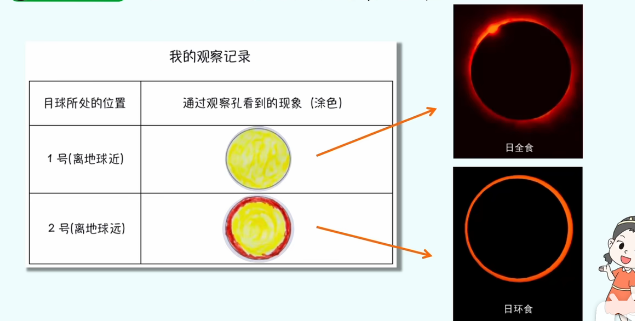 我的观察记录
月球所处的位置
通过观察孔看到的现象（涂色）
1 号(离地球近)
2 号(离地球远)
日全食
日环食